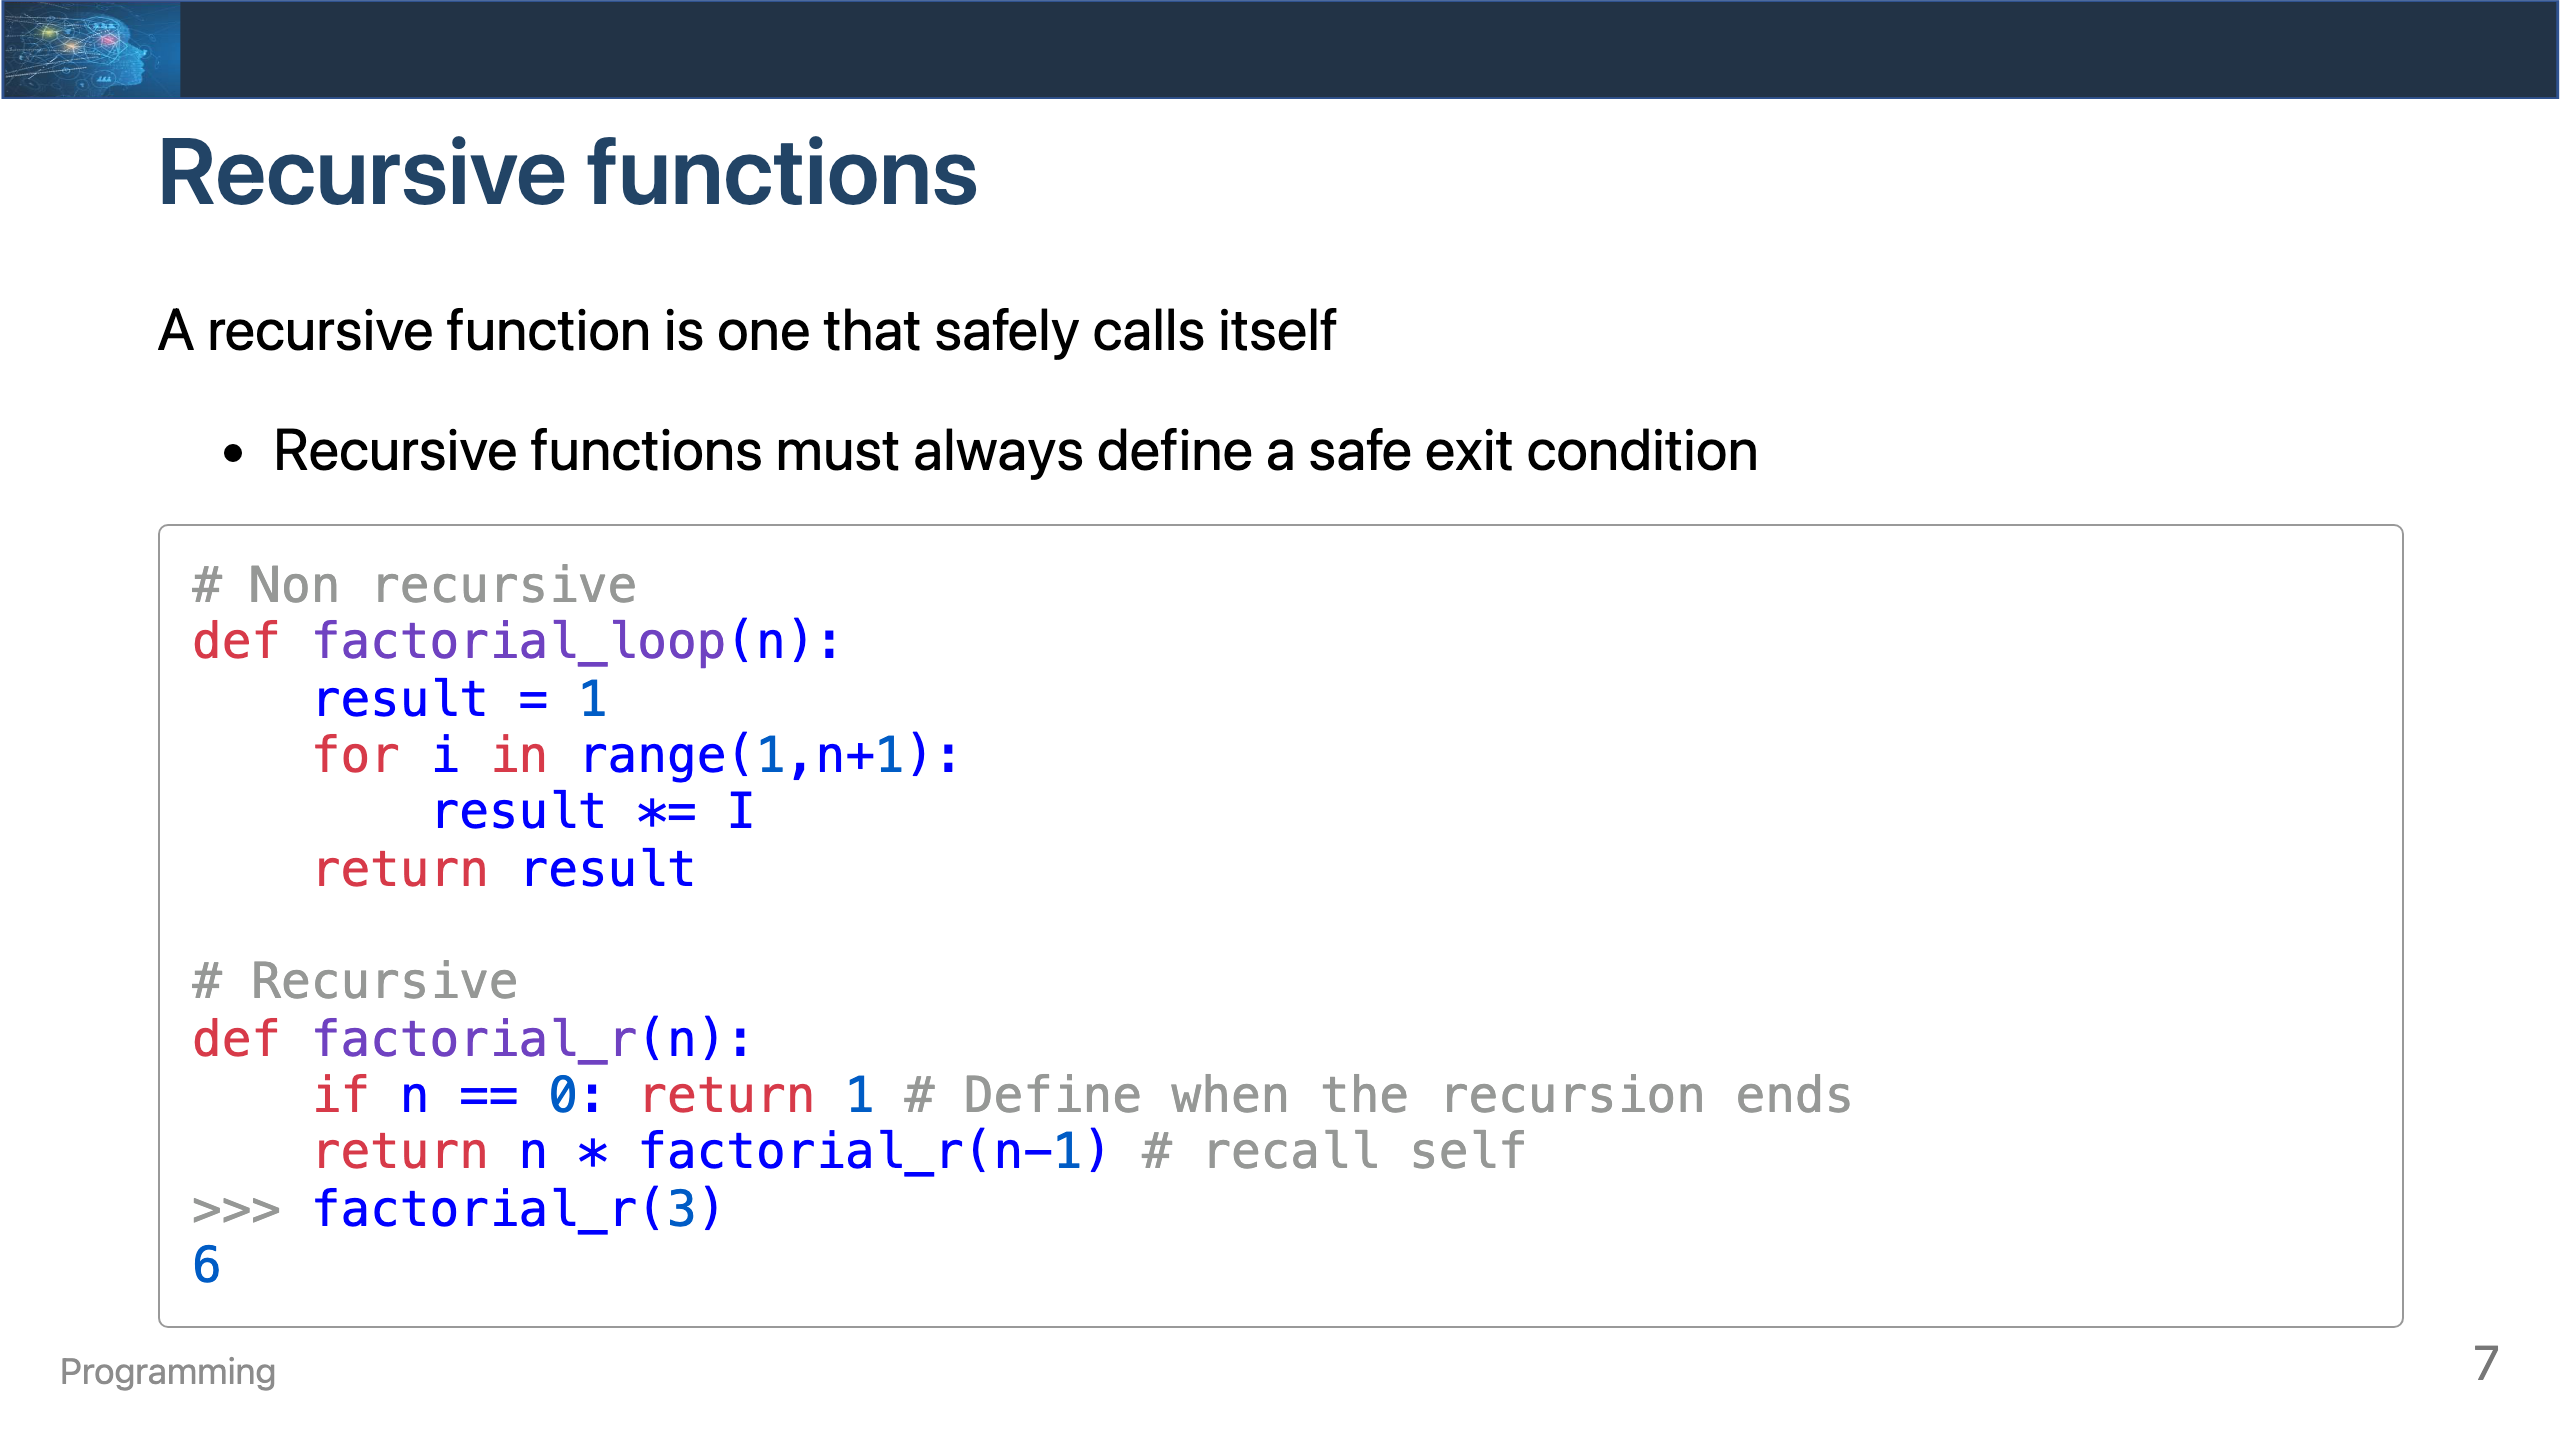 Recursive functions
A recursive function is one that safely calls itself
• Recursive functions must always define a safe exit condition
# Non recursive
def factorial_loop(n):
    result = 1
    for i in range(1,n+1):
        result *= I
    return result
# Recursive
def factorial_r(n):
    if n == 0: return 1 # Define when the recursion ends
    return n * factorial_r(n-1) # recall self
>>> factorial_r(3)
6
Programming
7